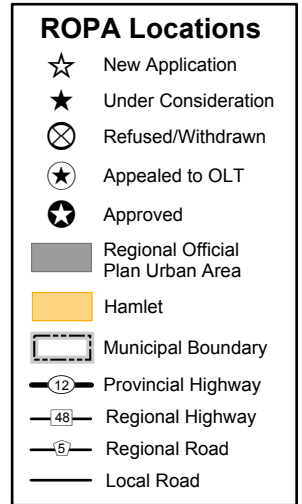 ROPA Locations
New Application
Under Consideration
Refused/Withdrawn
Appealed to OLT
Approved
Regional Official
Plan Urban Area
Hamlet
Municipal Boundary
12 Provincial Highway
48 Regional Highway
5 Regional Road
Local Road